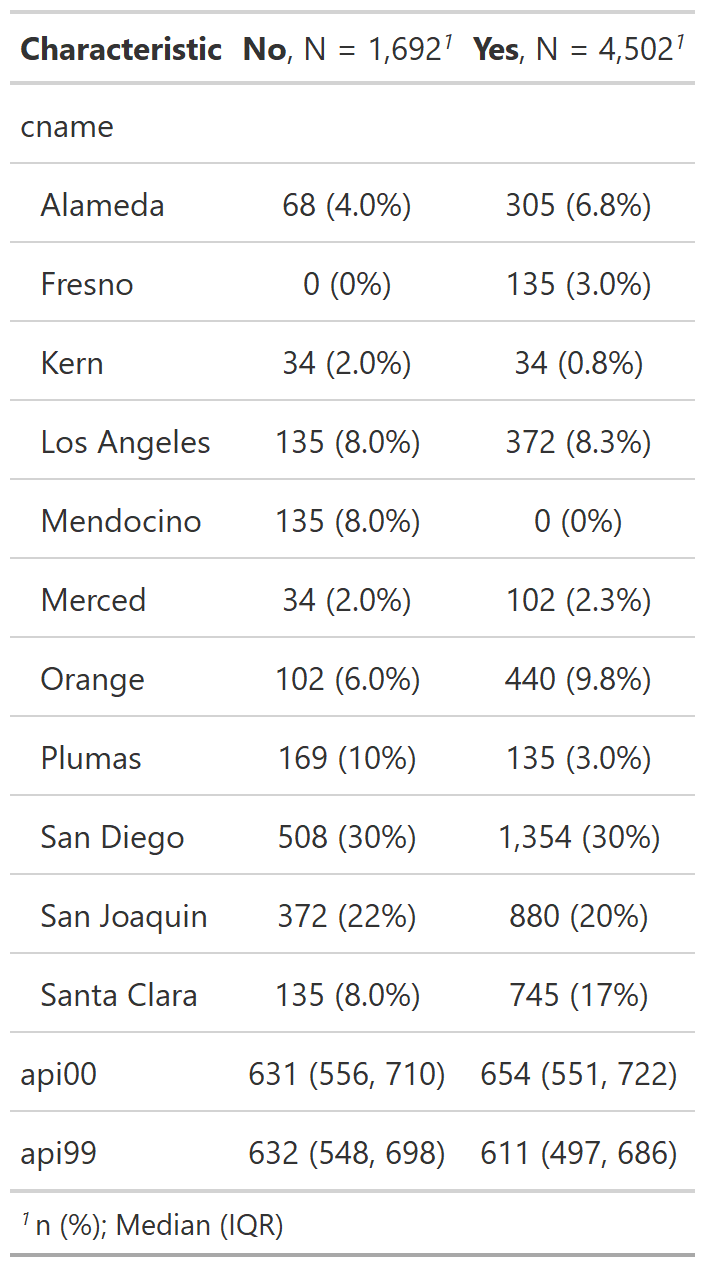 Characteristic No, N = 1,692¹ Yes, N = 4,502¹
cname
Alameda 68 (4.0%) 305 (6.8%)
Fresno 0 (0%) 135 (3.0%)
Kern 34 (2.0%) 34 (0.8%)
Los Angeles 135 (8.0%) 372 (8.3%)
Mendocino 135 (8.0%) 0 (0%)
Merced 34 (2.0%) 102 (2.3%)
Orange 102 (6.0%) 440 (9.8%)
Plumas 169 (10%) 135 (3.0%)
San Diego 508 (30%) 1,354 (30%)
San Joaquin 372 (22%) 880 (20%)
Santa Clara 135 (8.0%) 745 (17%)
api00 631 (556, 710) 654 (551, 722)
api99 632 (548, 698) 611 (497, 686)
¹ n (%); Median (IQR)